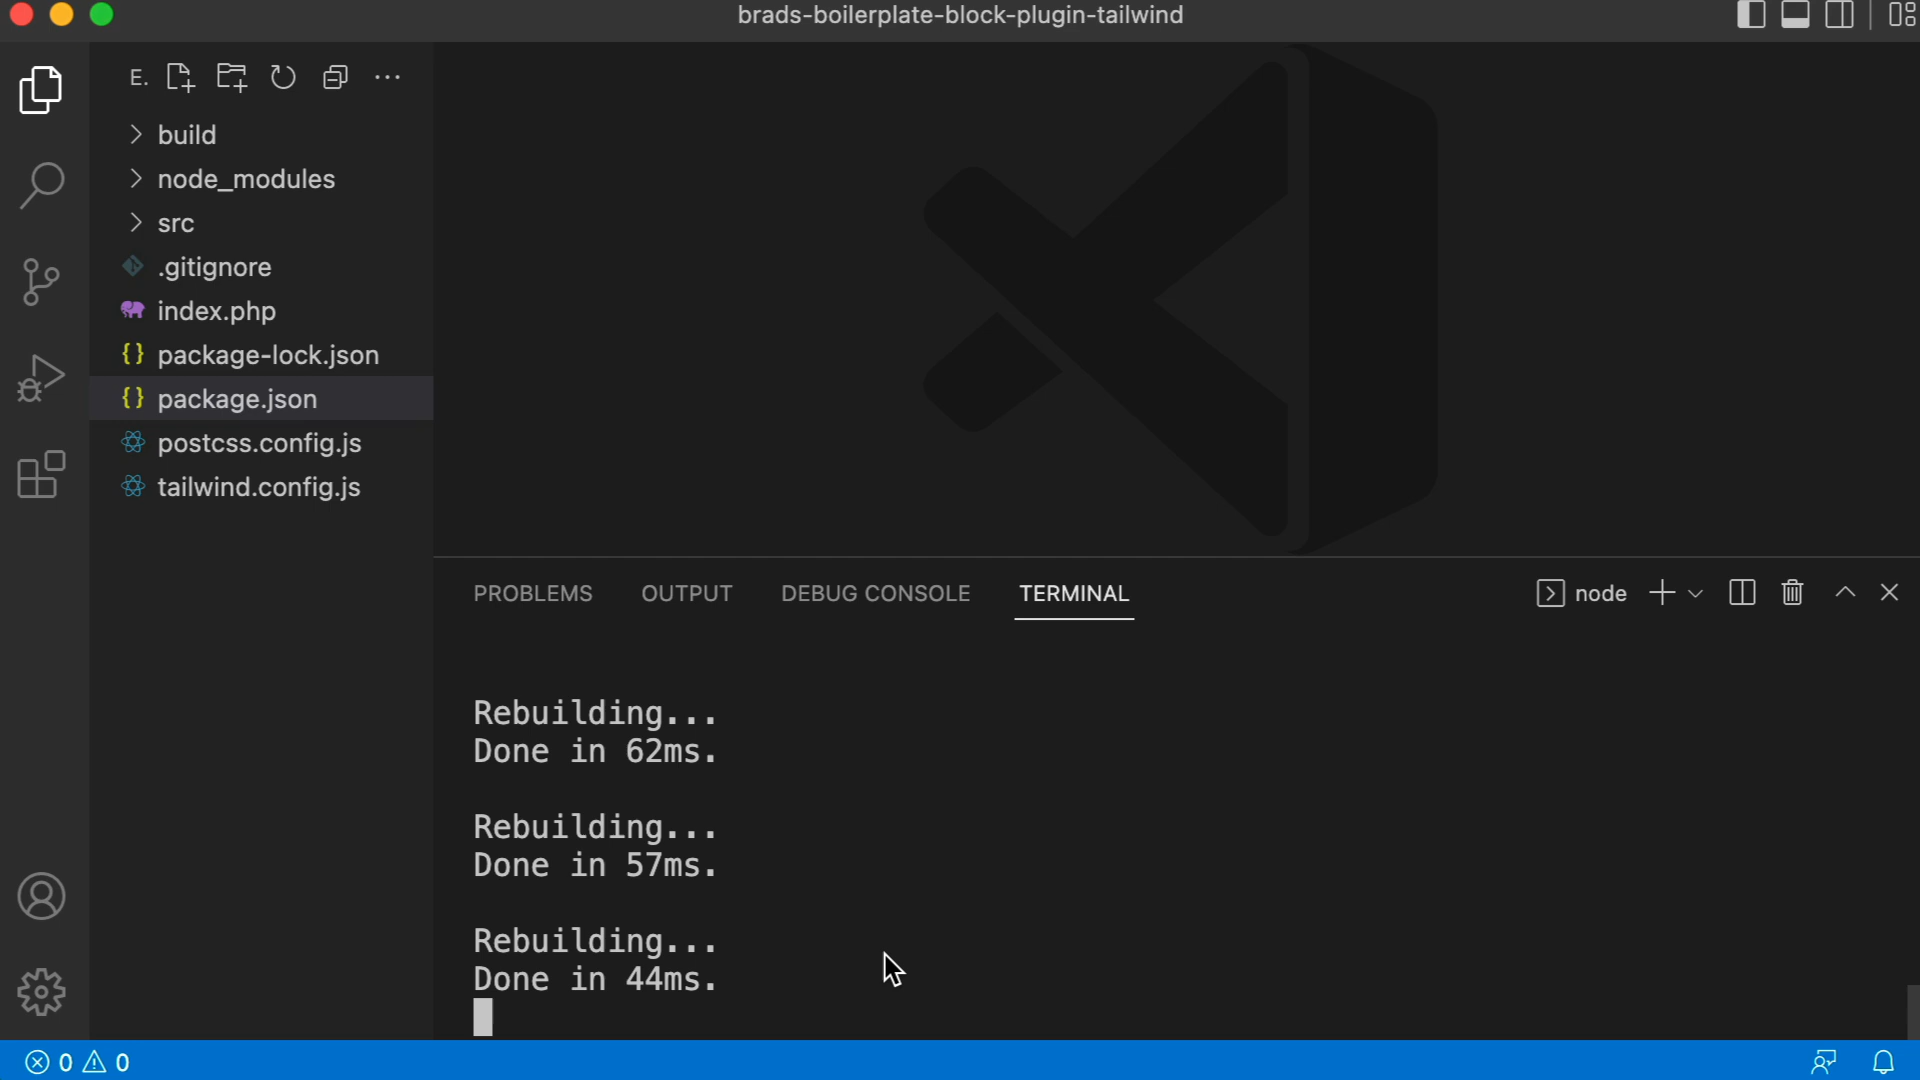 brads-boilerplate-block-plugin-tailwind
E.
build
node_modules
src
.gitignore
index.php
package-lock.json
package.json
postcss.config.js
tailwind.config.js
PROBLEMS OUTPUT DEBUG CONSOLE TERMINAL node
Rebuilding...
Done in 62ms.
Rebuilding...
Done in 57ms.
Rebuilding...
Done in 44ms.
0 0